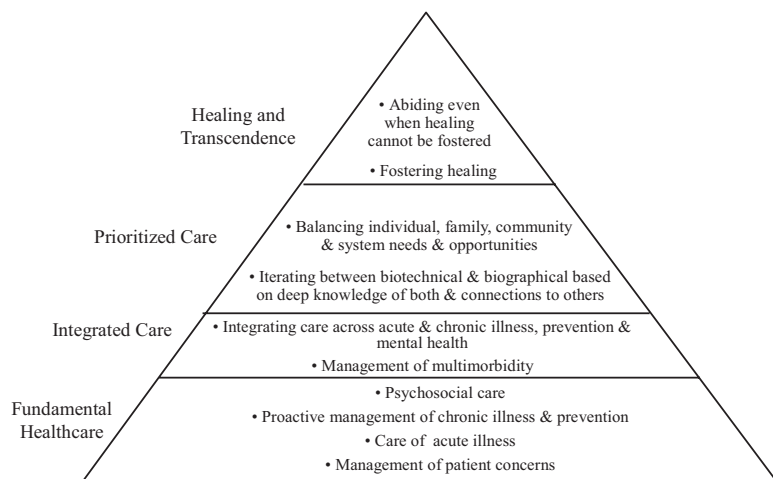 Healing and
Transcendence
• Abiding even
when healing
cannot be fostered
• Fostering healing
Prioritized Care
• Balancing individual, family, community
& system needs & opportunities
• Iterating between biotechnical & biographical based
on deep knowledge of both & connections to others
Integrated Care
• Integrating care across acute & chronic illness, prevention &
mental health
• Management of multimorbidity
Fundamental
Healthcare
• Psychosocial care
• Proactive management of chronic illness & prevention
• Care of acute illness
• Management of patient concerns